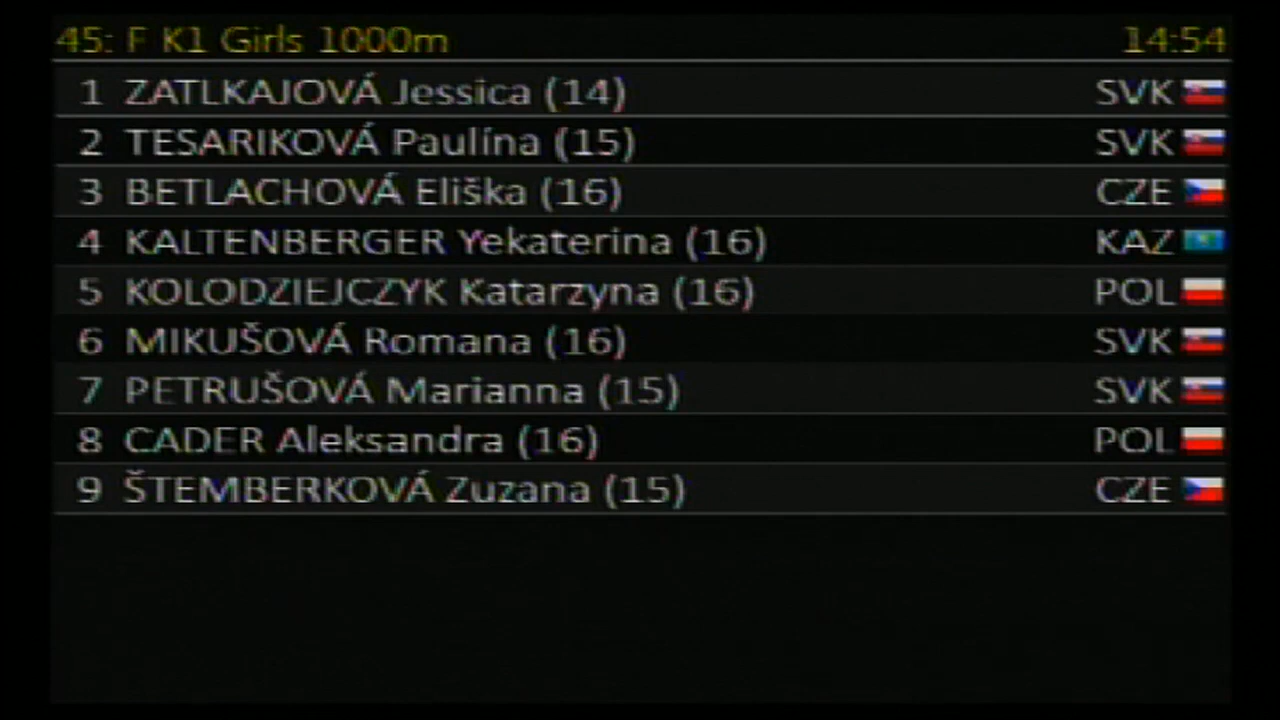 45: F K1 Girls 1000m 14:54
1 ZATLKAJOVÁ Jessica (14) SVK
2 TESARIKOVÁ Paulína (15) SVK
3 BETLACHOVÁ Eliška (16) CZE
4 KALTENBERGER Yekaterina (16) KAZ
5 KOLODZIEJCZYK Katarzyna (16) POL
6 MIKUŠOVÁ Romana (16) SVK
7 PETRUŠOVÁ Marianna (15) SVK
8 CADER Aleksandra (16) POL
9 ŠTEMBERKOVÁ Zuzana (15) CZE